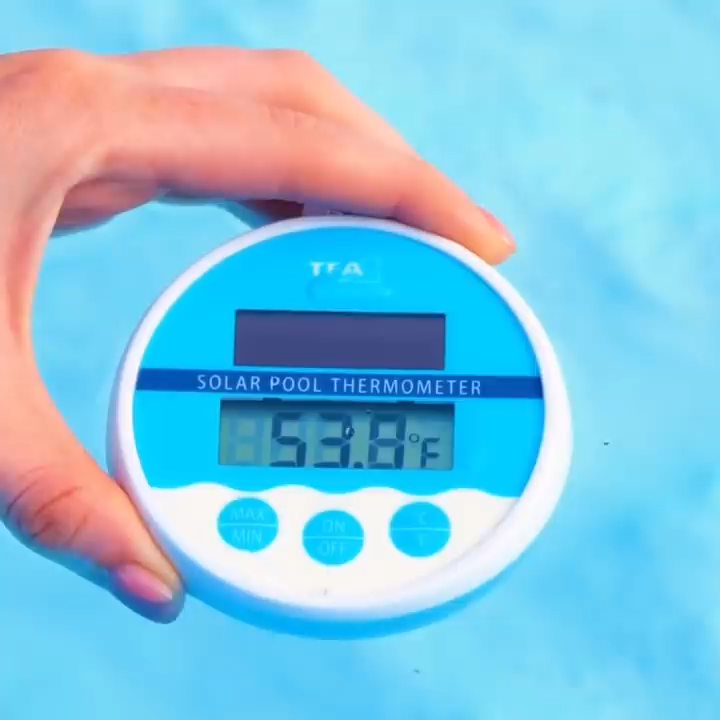 TFA
SOLAR POOL THERMOMETER
53.8°F
MAX
MIN
ON
OFF
C
F